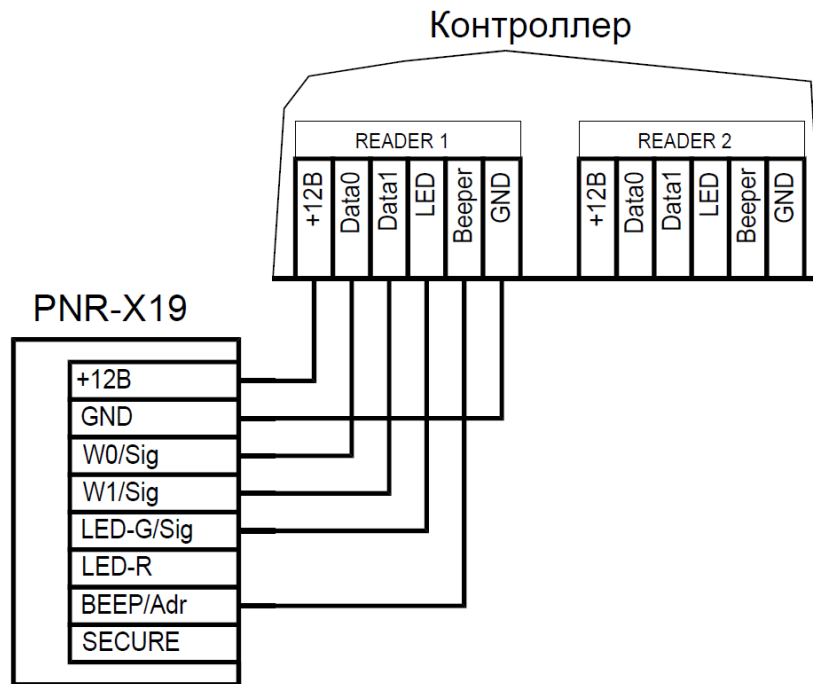 Контроллер
READER 1
READER 2
+12В
Data0
Data1
LED
Beeper
GND
+12В
Data0
Data1
LED
Beeper
GND
PNR-X19
+12В
GND
W0/Sig
W1/Sig
LED-G/Sig
LED-R
BEEP/Adr
SECURE